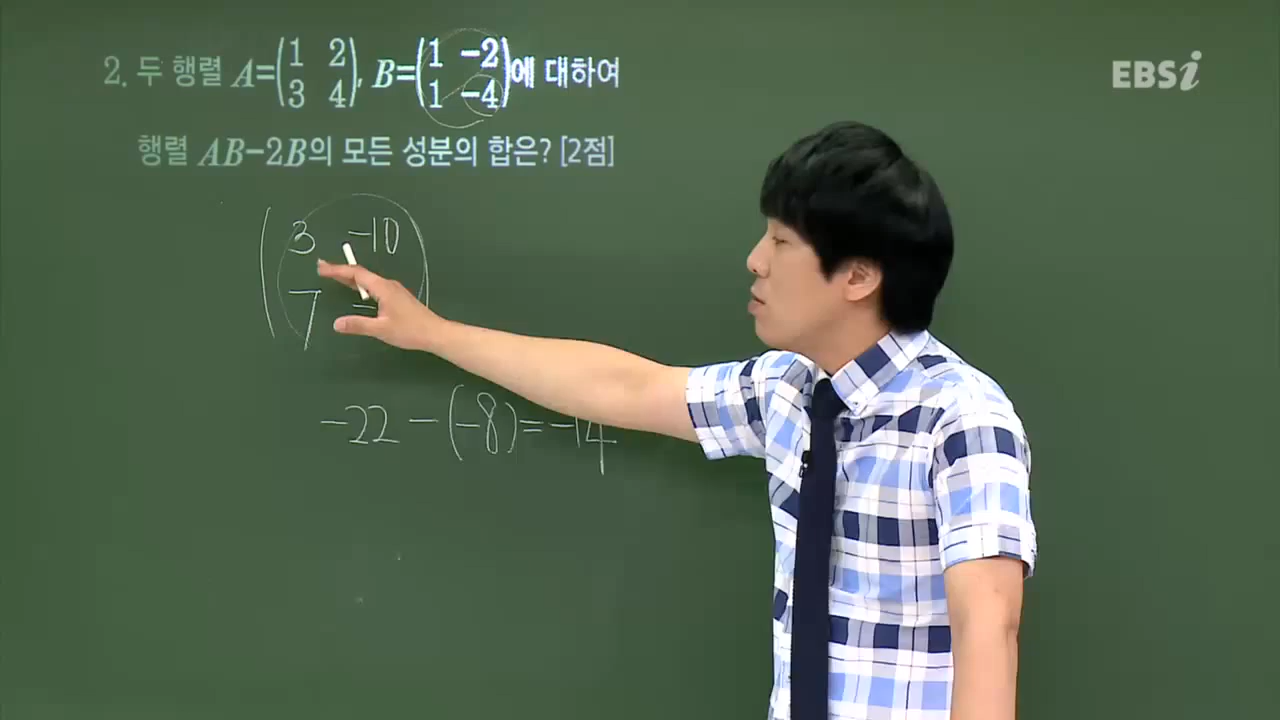 2. 두 행렬 A=(1 2 3 4), B=(1 -2 1 -4)에 대하여
행렬 AB-2B의 모든 성분의 합은? [2점]
EBSi
3 -10
7 -
-22 - (-8) = -14